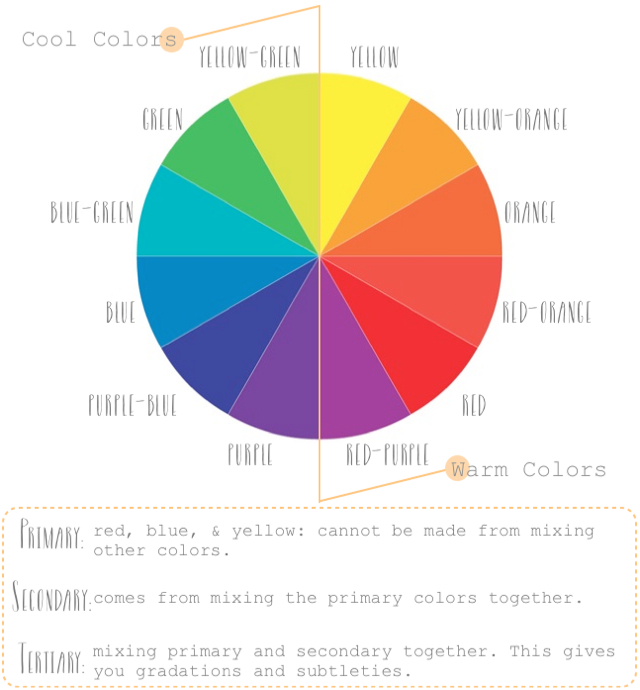 Cool Colors
YELLOW-GREEN
YELLOW
GREEN
YELLOW-ORANGE
BLUE-GREEN
ORANGE
BLUE
RED-ORANGE
PURPLE-BLUE
RED
PURPLE
RED-PURPLE
Warm Colors
PRIMARY: red, blue, & yellow: cannot be made from mixing
other colors.
SECONDARY: comes from mixing the primary colors together.
TERTIARY: mixing primary and secondary together. This gives
you gradations and subtleties.